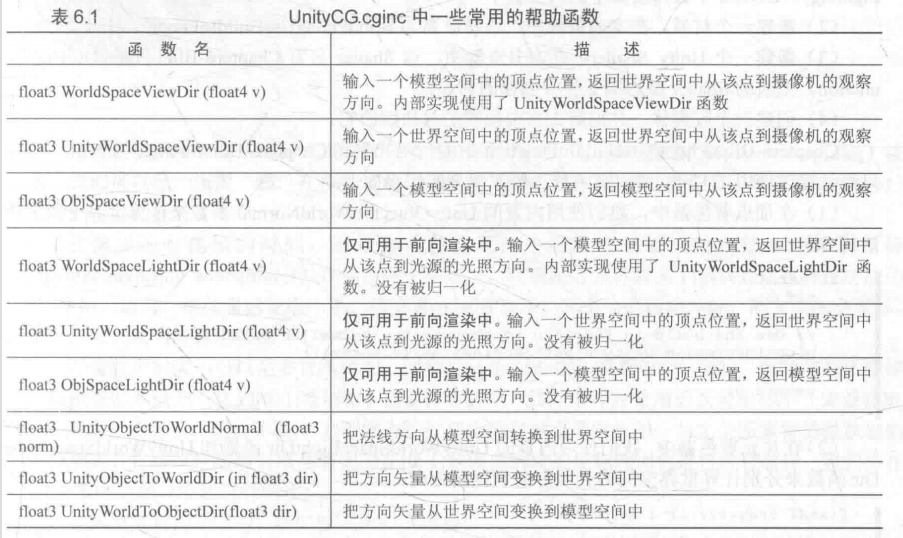 表 6.1 UnityCG.cginc 中一些常用的帮助函数
函 数 名 描 述
float3 WorldSpaceViewDir (float4 v)
输入一个模型空间中的顶点位置，返回世界空间中从该点到摄像机的观察
方向。内部实现使用了 UnityWorldSpaceViewDir 函数
float3 UnityWorldSpaceViewDir (float4 v)
输入一个世界空间中的顶点位置，返回世界空间中从该点到摄像机的观察
方向
float3 ObjSpaceViewDir (float4 v)
输入一个模型空间中的顶点位置，返回模型空间中从该点到摄像机的观察
方向
float3 WorldSpaceLightDir (float4 v)
仅可用于前向渲染中。输入一个模型空间中的顶点位置，返回世界空间中
从该点到光源的光照方向。内部实现使用了 UnityWorldSpaceLightDir 函
数。没有被归一化
float3 UnityWorldSpaceLightDir (float4 v)
仅可用于前向渲染中。输入一个世界空间中的顶点位置，返回世界空间中
从该点到光源的光照方向。没有被归一化
float3 ObjSpaceLightDir (float4 v)
仅可用于前向渲染中。输入一个模型空间中的顶点位置，返回模型空间中
从该点到光源的光照方向。没有被归一化
float3 UnityObjectToWorldNormal (float3
norm)
把法线方向从模型空间转换到世界空间中
float3 UnityObjectToWorldDir (in float3 dir)
把方向矢量从模型空间变换到世界空间中
float3 UnityWorldToObjectDir(float3 dir)
把方向矢量从世界空间变换到模型空间中